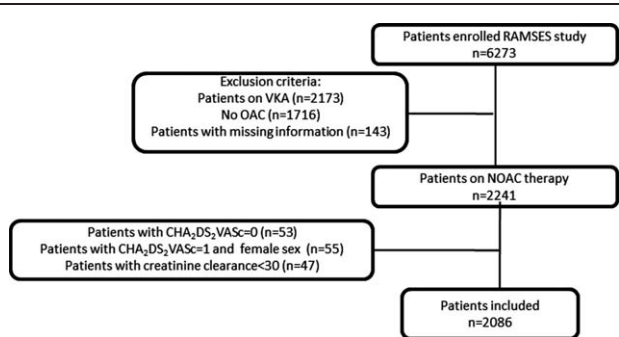 Patients enrolled RAMSES study
n=6273
Exclusion criteria:
Patients on VKA (n=2173)
No OAC (n=1716)
Patients with missing information (n=143)
Patients on NOAC therapy
n=2241
Patients with CHA₂DS₂VASc=0 (n=53)
Patients with CHA₂DS₂VASc=1 and female sex (n=55)
Patients with creatinine clearance<30 (n=47)
Patients included
n=2086